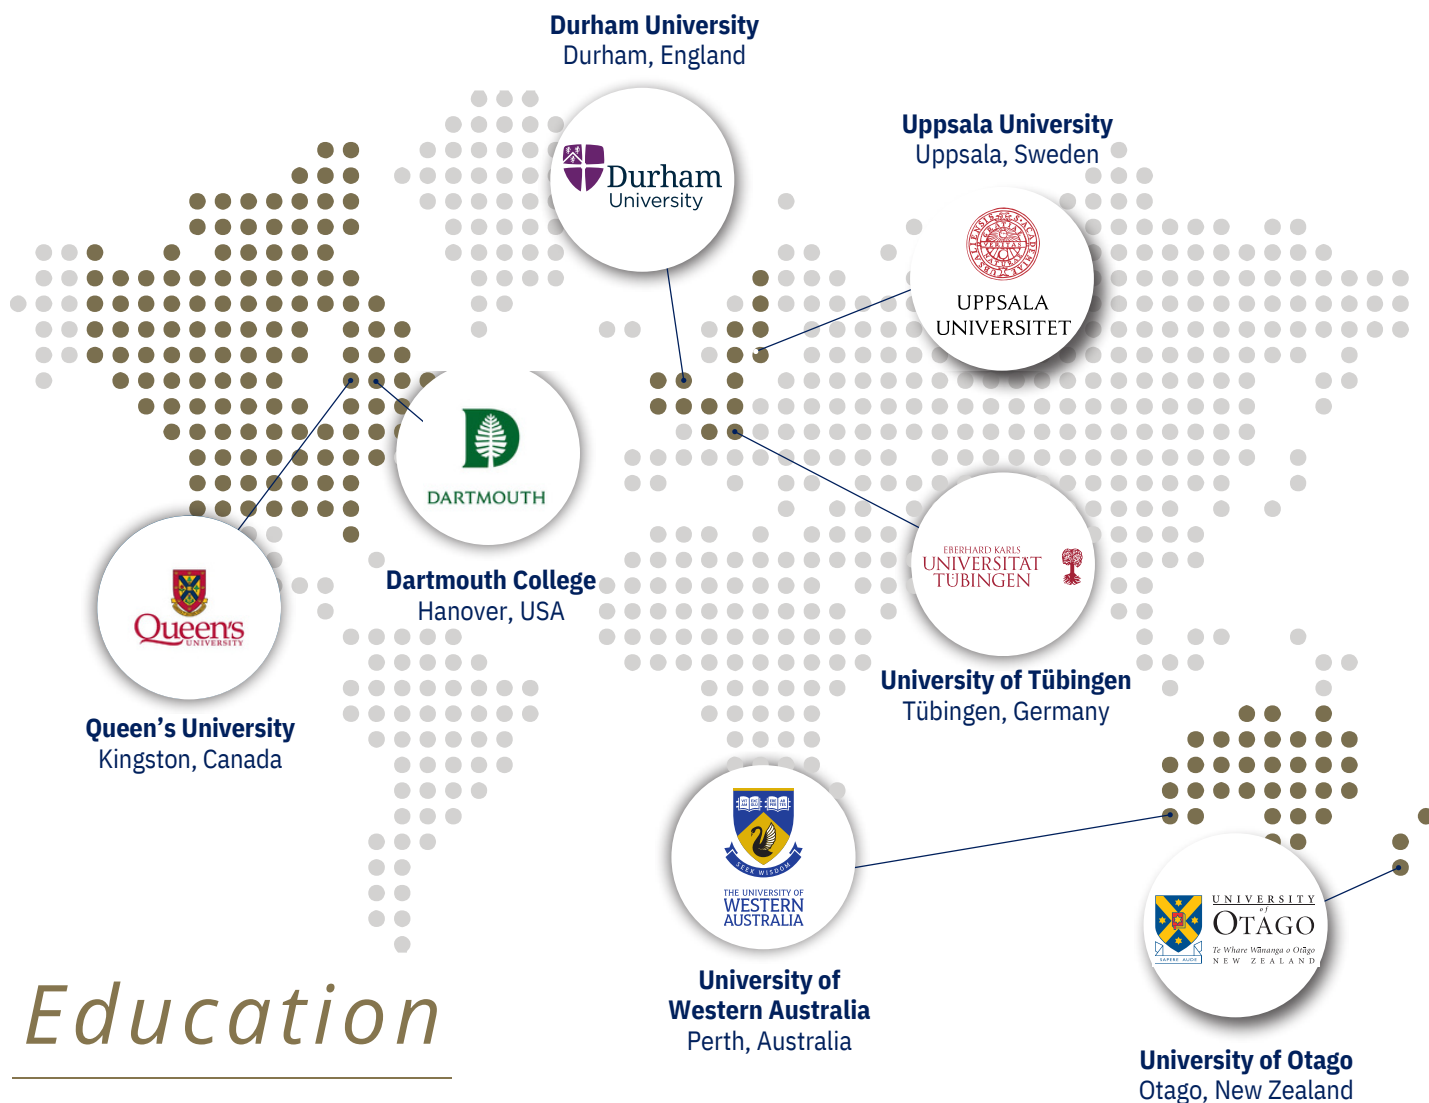 Durham University
Durham, England
Durham
University
Uppsala University
Uppsala, Sweden
UPPSALA
UNIVERSITET
DARTMOUTH
Dartmouth College
Hanover, USA
Queen's
UNIVERSITY
Queen’s University
Kingston, Canada
EBERHARD KARLS
UNIVERSITÄT
TÜBINGEN
University of Tübingen
Tübingen, Germany
SEEK WISDOM
THE UNIVERSITY OF
WESTERN
AUSTRALIA
University of
Western Australia
Perth, Australia
UNIVERSITY
of
OTAGO
Te Whare Wānanga o Otāgo
NEW ZEALAND
SAPERE AUDE
University of Otago
Otago, New Zealand
Education